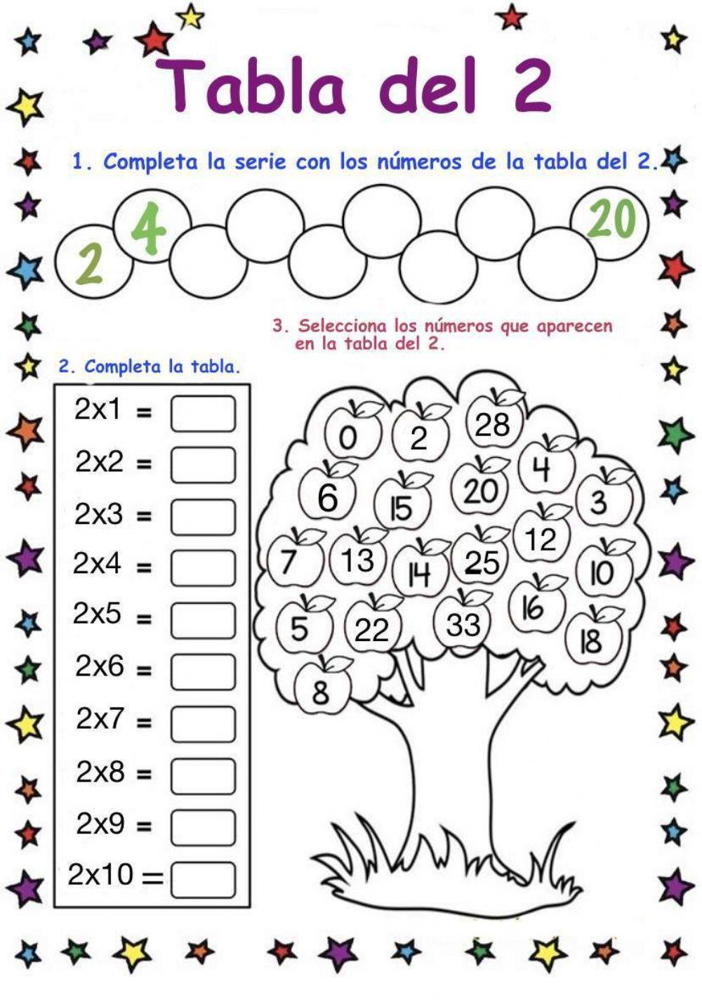 Tabla del 2
1. Completa la serie con los números de la tabla del 2.
2 4 20
3. Selecciona los números que aparecen
en la tabla del 2.
2. Completa la tabla.
2x1 =
2x2 =
2x3 =
2x4 =
2x5 =
2x6 =
2x7 =
2x8 =
2x9 =
2x10 =
0 2 28
6 15 20 4 3
7 13 14 25 12 10
5 22 33 16 18
8